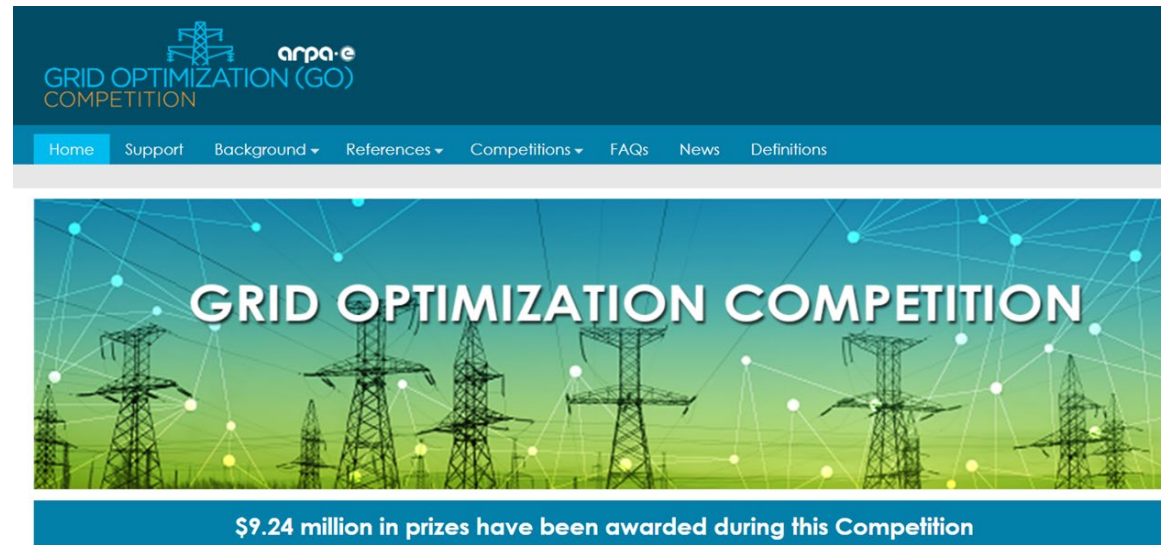 arpa·e
GRID OPTIMIZATION (GO)
COMPETITION
Home Support Background References Competitions FAQs News Definitions
GRID OPTIMIZATION COMPETITION
$9.24 million in prizes have been awarded during this Competition